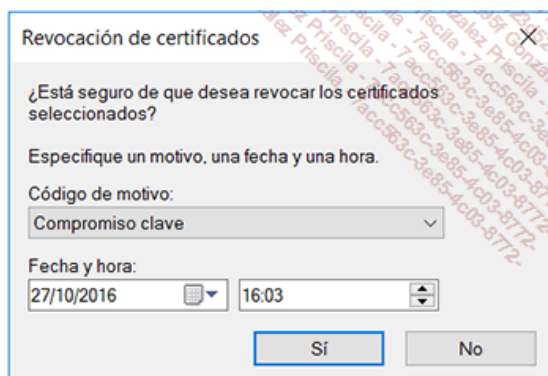 Revocación de certificados
¿Está seguro de que desea revocar los certificados
seleccionados?
Especifique un motivo, una fecha y una hora.
Código de motivo:
Compromiso clave
Fecha y hora:
27/10/2016
16:03
Sí
No